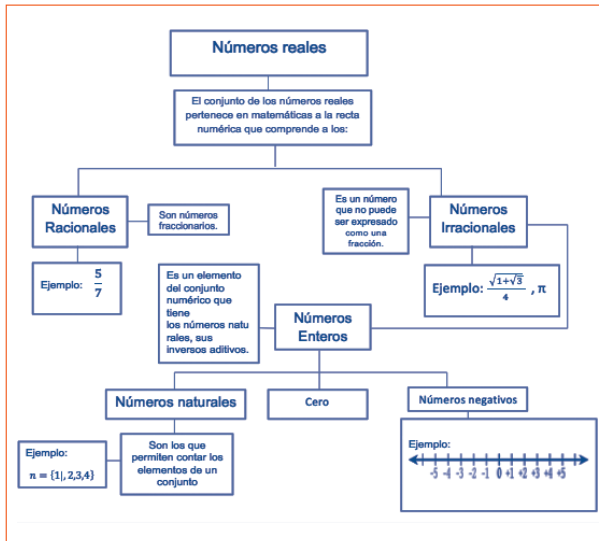 Números reales
El conjunto de los números reales
pertenece en matemáticas a la recta
numérica que comprende a los:
Números
Racionales
Son números
fraccionarios.
Ejemplo: 5/7
Es un número
que no puede
ser expresado
como una
fracción.
Números
Irracionales
Ejemplo: √(1+√3)/4 , π
Es un elemento
del conjunto
numérico que
tiene
los números natu
rales, sus
inversos aditivos.
Números
Enteros
Números naturales
Cero
Números negativos
Ejemplo:
n = {1|, 2,3,4}
Son los que
permiten contar los
elementos de un
conjunto
Ejemplo:
-5 -4 -3 -2 -1 0 +1 +2 +3 +4 +5